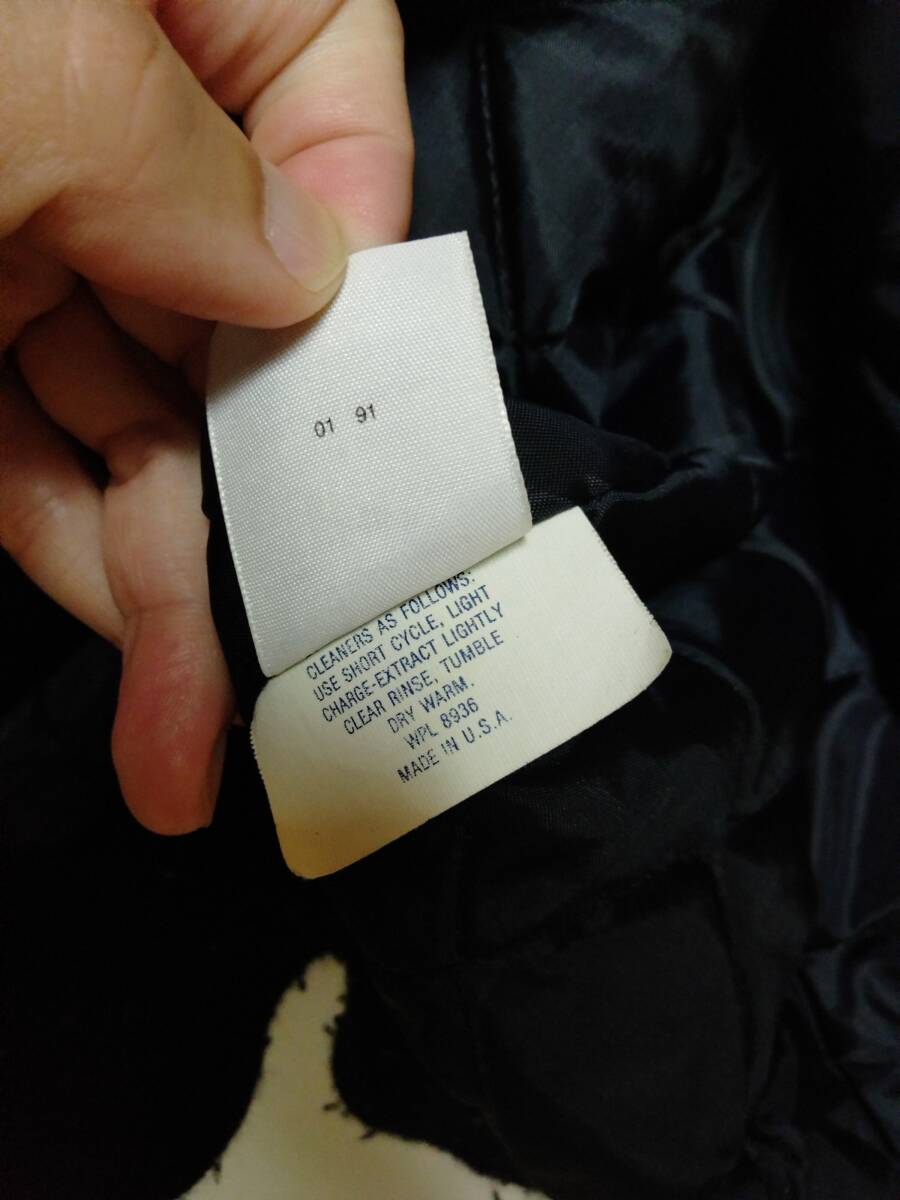 01 91
CLEANERS AS FOLLOWS:
USE SHORT CYCLE, LIGHT
CHARGE-EXTRACT LIGHTLY
CLEAR RINSE, TUMBLE
DRY WARM.
WPL 8936
MADE IN U.S.A.